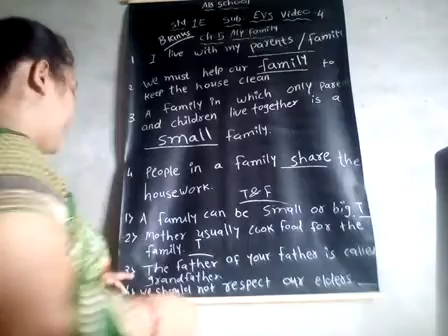 AB School
Std IE Sub. EVS Video 4
Blanks Ch 5 My Family
1 I live with my parents / family
2 We must help our family to
keep the house clean
3 A family in which only Paren
and children live together is a
small family.
4 People in a family share the
housework.
T & F
1) A family can be Small or big. T
2) Mother usually cook food for the
family. T
3) The father of your father is called
grandfather.
4) we should not respect our elders